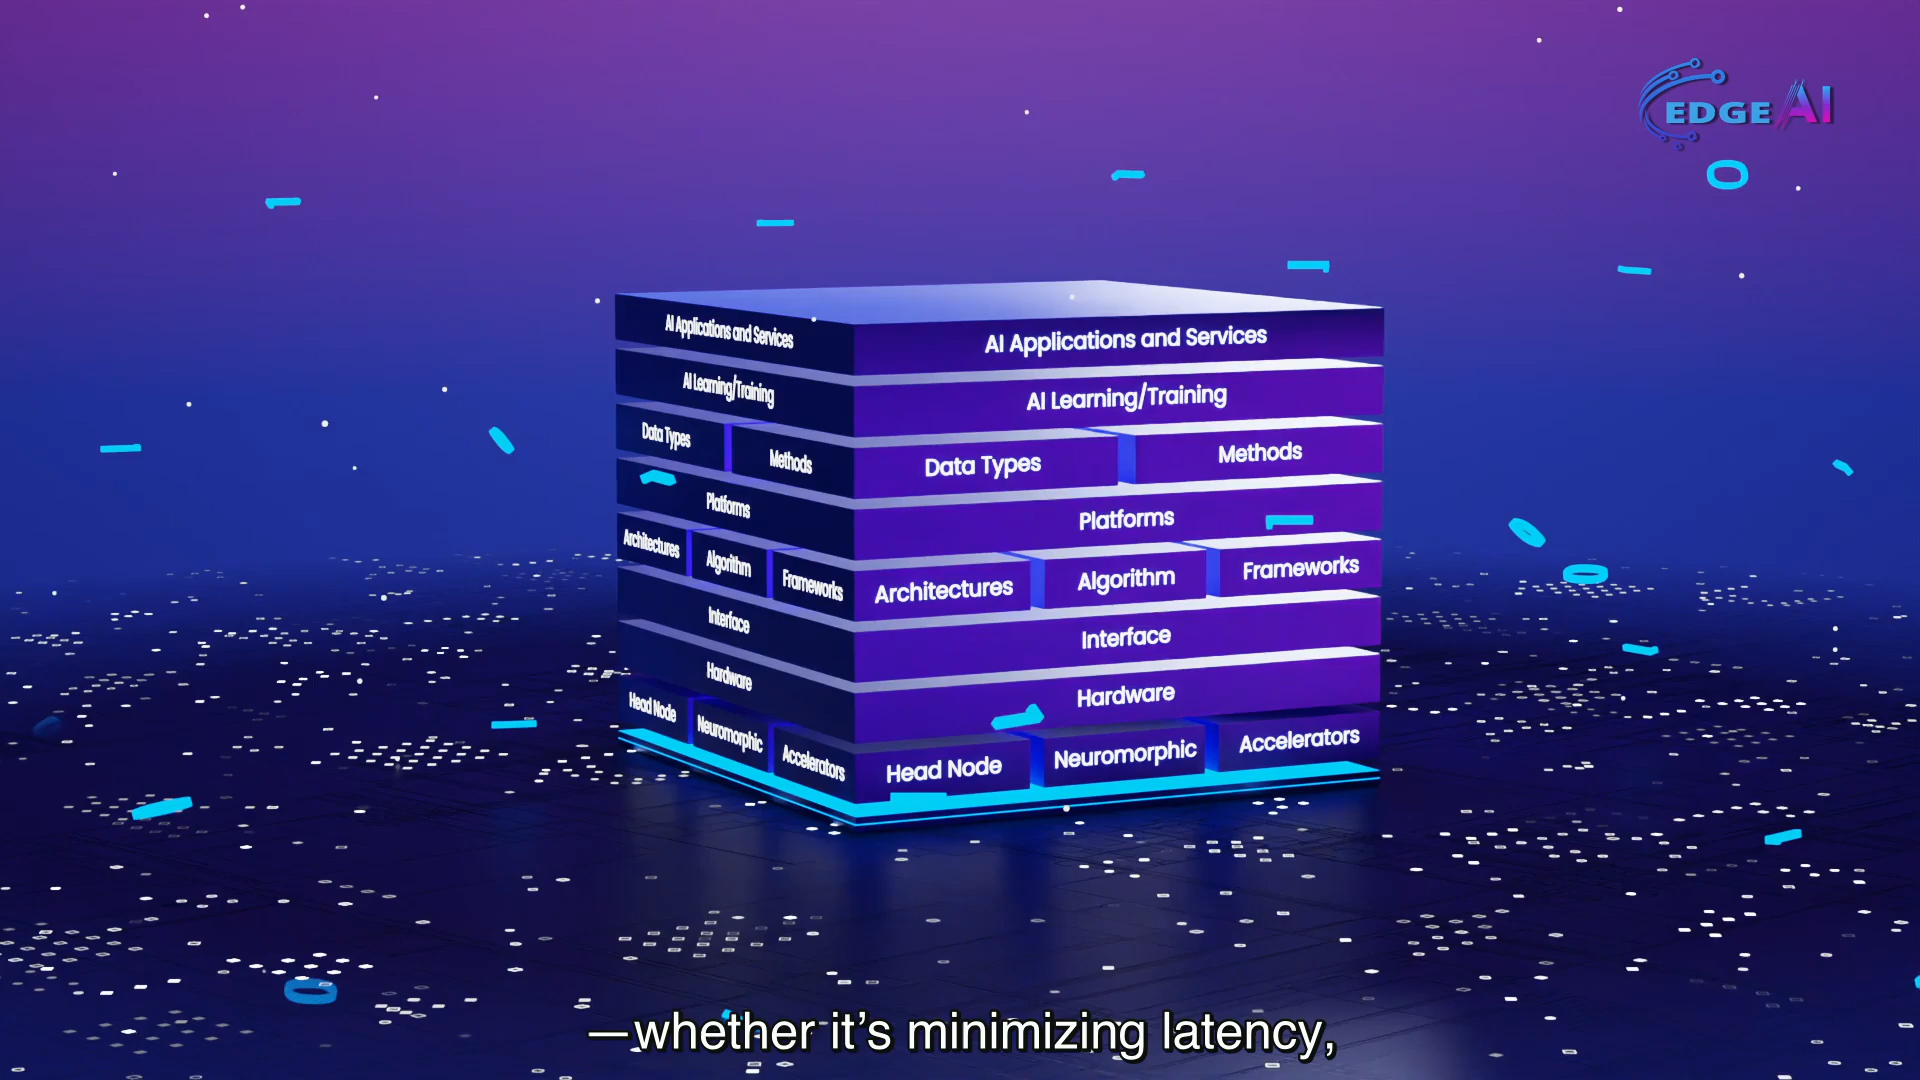 EDGE AI
AI Applications and Services
AI Applications and Services
AI Learning/Training
AI Learning/Training
Data Types
Methods
Data Types
Methods
Platforms
Platforms
Architectures
Algorithm
Frameworks
Architectures
Algorithm
Frameworks
Interface
Interface
Hardware
Hardware
Head Node
Neuromorphic
Accelerators
Head Node
Neuromorphic
Accelerators
—whether it’s minimizing latency,